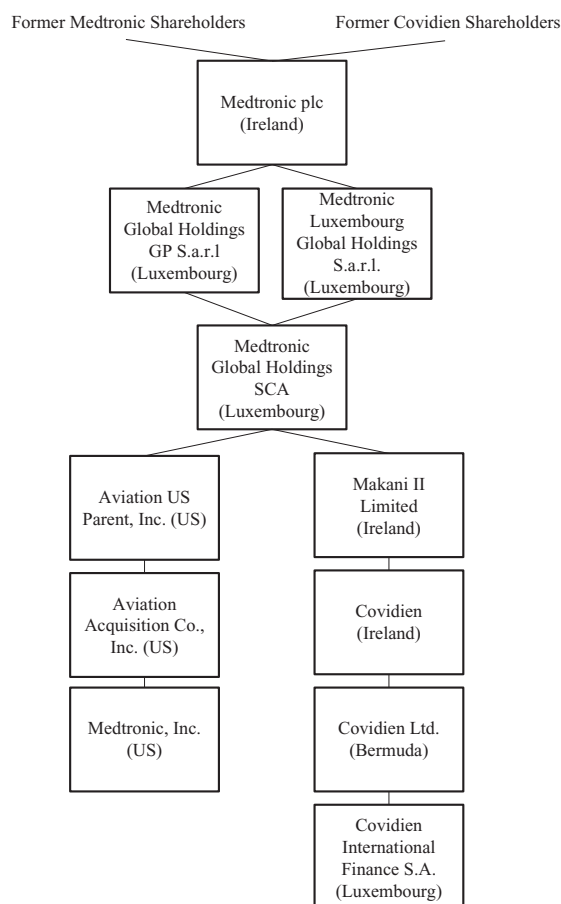 Former Medtronic Shareholders
Former Covidien Shareholders
Medtronic plc
(Ireland)
Medtronic
Global Holdings
GP S.a.r.l
(Luxembourg)
Medtronic
Luxembourg
Global Holdings
S.a.r.l.
(Luxembourg)
Medtronic
Global Holdings
SCA
(Luxembourg)
Aviation US
Parent, Inc. (US)
Makani II
Limited
(Ireland)
Aviation
Acquisition Co.,
Inc. (US)
Covidien
(Ireland)
Medtronic, Inc.
(US)
Covidien Ltd.
(Bermuda)
Covidien
International
Finance S.A.
(Luxembourg)